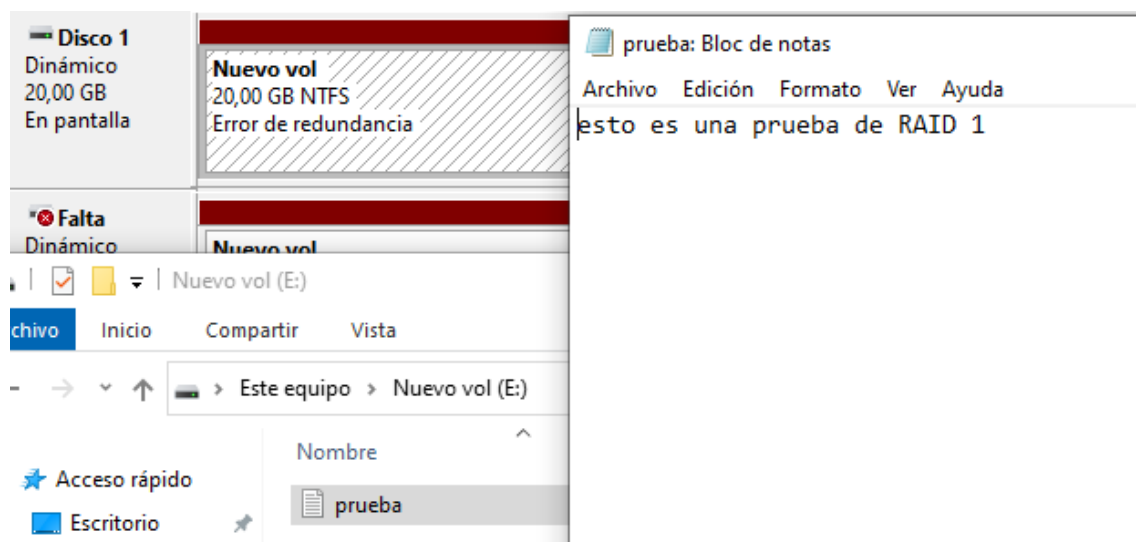 Disco 1
Dinámico
20,00 GB
En pantalla
Nuevo vol
20,00 GB NTFS
Error de redundancia
Falta
Dinámico
Nuevo vol
prueba: Bloc de notas
Archivo Edición Formato Ver Ayuda
esto es una prueba de RAID 1
Nuevo vol (E:)
chivo Inicio Compartir Vista
Este equipo > Nuevo vol (E:)
Nombre
Acceso rápido
prueba
Escritorio